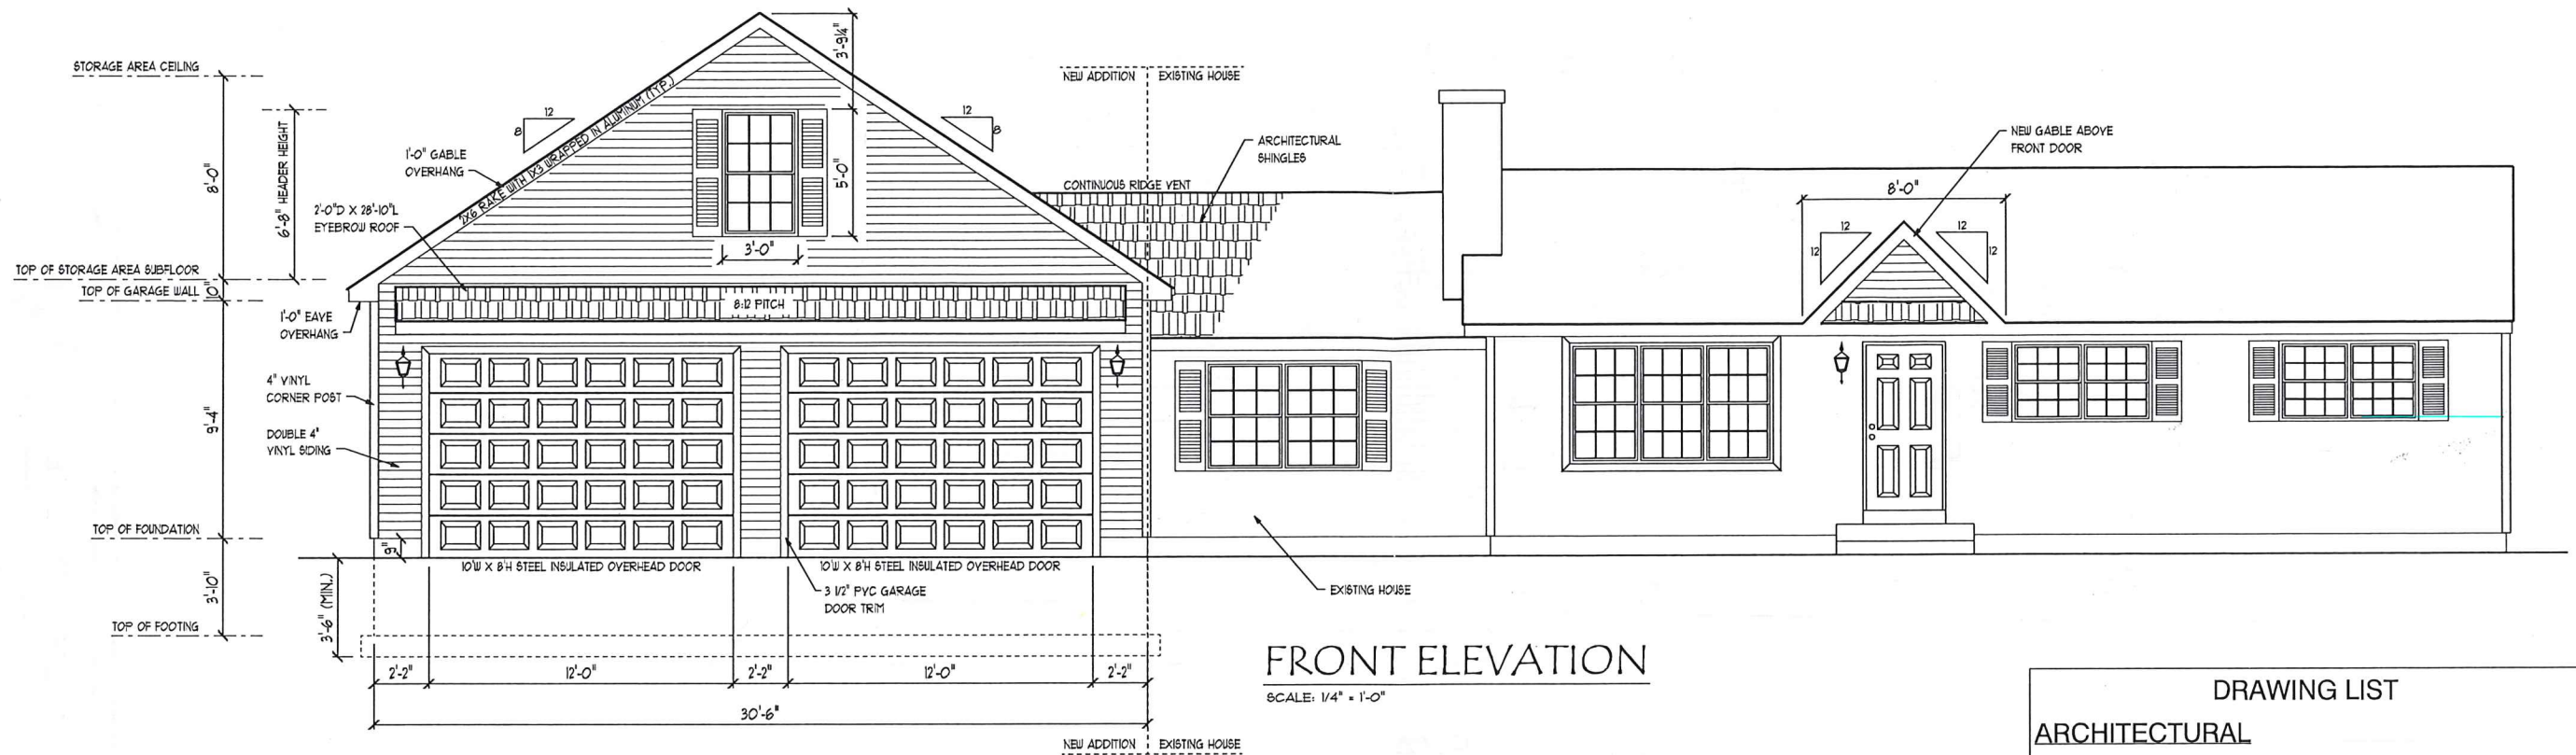 STORAGE AREA CEILING
8'-0"
6'-8" HEADER HEIGHT
TOP OF STORAGE AREA SUBFLOOR
10"
TOP OF GARAGE WALL
9'-4"
TOP OF FOUNDATION
3'-10"
TOP OF FOOTING
3'-6" (MIN.)
9"
12
8
1'-0" GABLE
OVERHANG
2X6 RAKE WITH 1X3 WRAPPED IN ALUMINUM (TYP.)
2'-0"D X 28'-10"L
EYEBROW ROOF
1'-0" EAVE
OVERHANG
4" VINYL
CORNER POST
DOUBLE 4"
VINYL SIDING
3'-9 1/4"
5'-0"
3'-0"
12
8
8:12 PITCH
10'W X 8'H STEEL INSULATED OVERHEAD DOOR
10'W X 8'H STEEL INSULATED OVERHEAD DOOR
3 1/2" PVC GARAGE
DOOR TRIM
2'-2"
12'-0"
2'-2"
12'-0"
2'-2"
30'-6"
NEW ADDITION
EXISTING HOUSE
ARCHITECTURAL
SHINGLES
CONTINUOUS RIDGE VENT
NEW GABLE ABOVE
FRONT DOOR
8'-0"
12
12
12
12
EXISTING HOUSE
FRONT ELEVATION
SCALE: 1/4" = 1'-0"
NEW ADDITION
EXISTING HOUSE
DRAWING LIST
ARCHITECTURAL